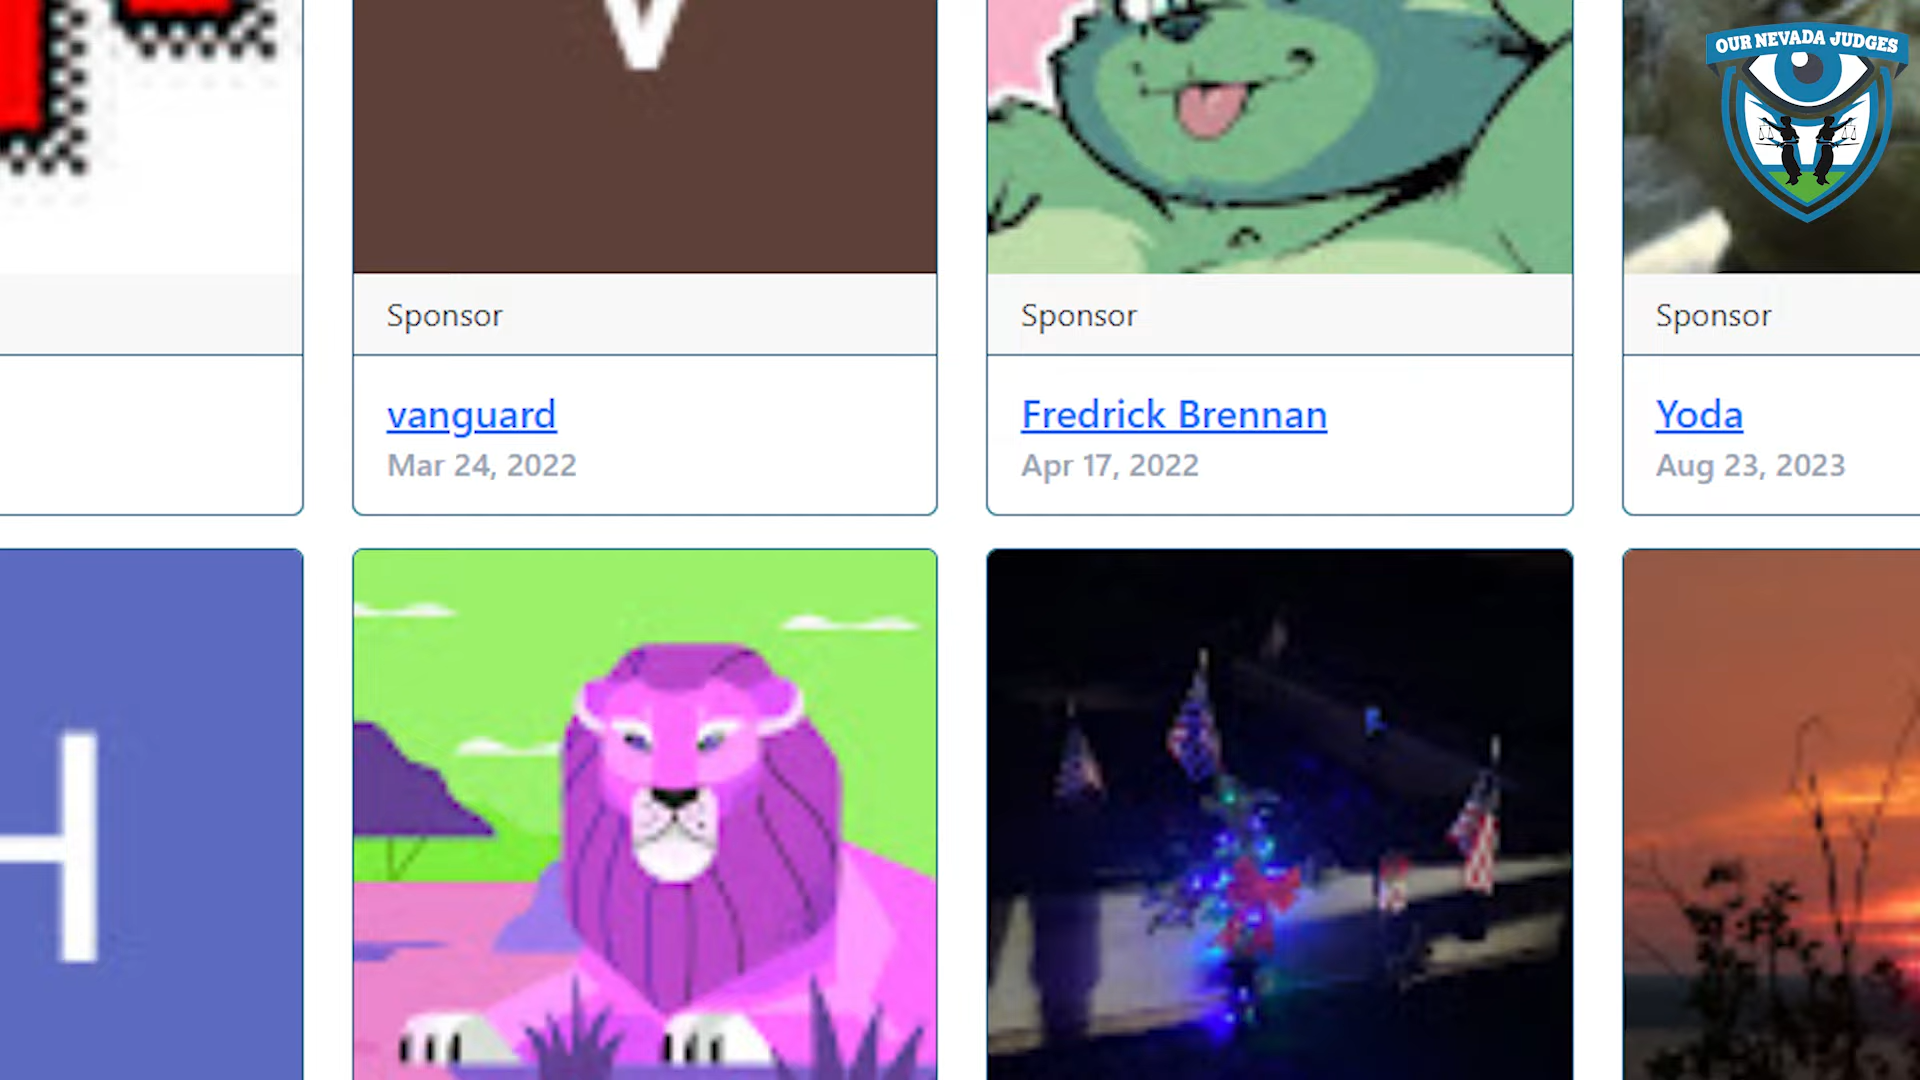 OUR NEVADA JUDGES
V
Sponsor
Sponsor
Sponsor
vanguard
Fredrick Brennan
Yoda
Mar 24, 2022
Apr 17, 2022
Aug 23, 2023
H